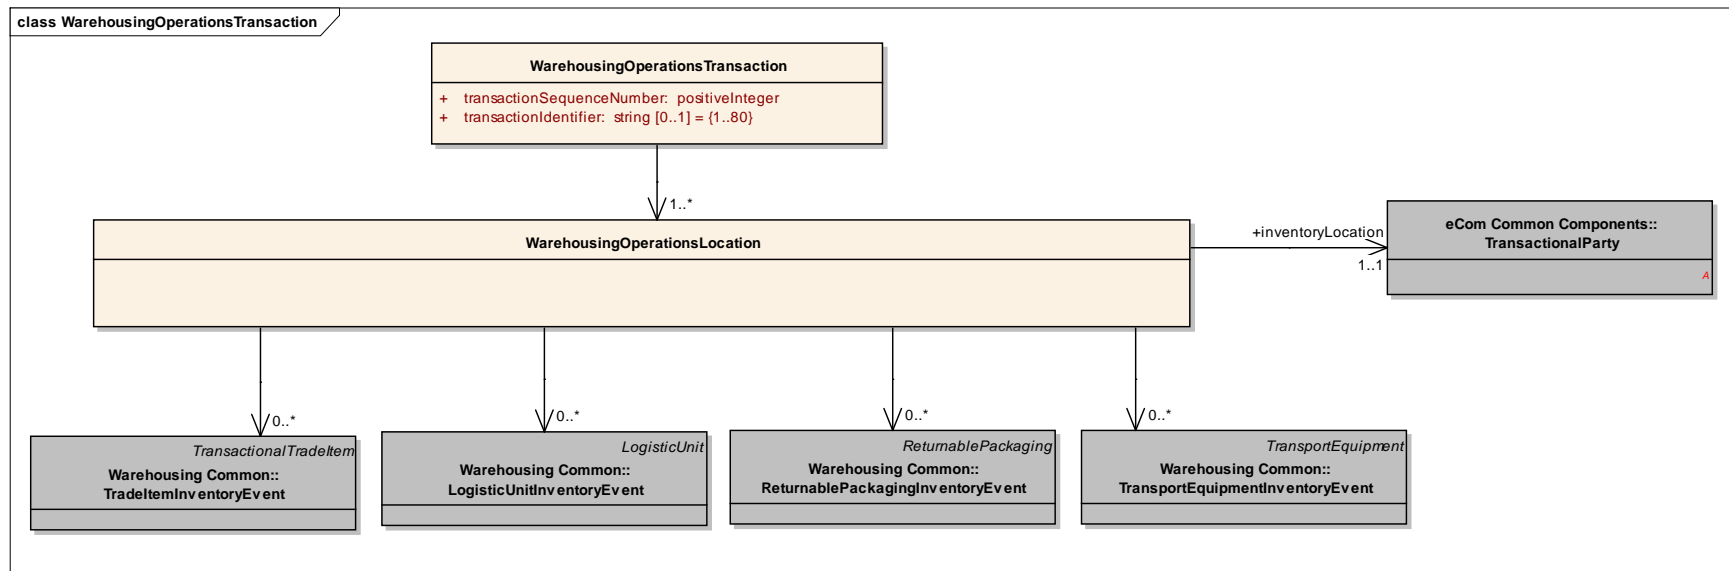 class WarehousingOperationsTransaction
WarehousingOperationsTransaction
+ transactionSequenceNumber: positiveInteger
+ transactionIdentifier: string [0..1] = {1..80}
1..*
WarehousingOperationsLocation
+inventoryLocation
1..1
eCom Common Components::
TransactionalParty
A
0..*
0..*
0..*
0..*
TransactionalTradeItem
Warehousing Common::
TradeItemInventoryEvent
LogisticUnit
Warehousing Common::
LogisticUnitInventoryEvent
ReturnablePackaging
Warehousing Common::
ReturnablePackagingInventoryEvent
TransportEquipment
Warehousing Common::
TransportEquipmentInventoryEvent